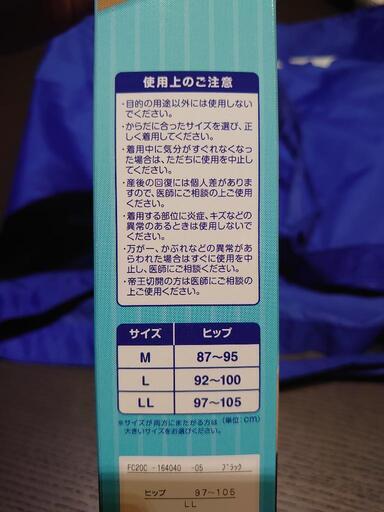 使用上のご注意
・目的の用途以外には使用しない
でください。
・からだに合ったサイズを選び、正
しく着用してください。
・着用中に気分がすぐれなくなっ
た場合は、ただちに使用を中止し
てください。
・産後の回復には個人差がありま
すので、医師にご相談の上ご使用
ください。
・着用する部位に炎症、キズなどの
異常のあるときは使用しないで
ください。
・万が一、かぶれなどの異常があ
らわれた場合はすぐに使用を中
止し、医師にご相談ください。
・帝王切開の方は医師にご相談の
上ご使用ください。
サイズ ヒップ
M 87〜95
L 92〜100
LL 97〜105
※サイズが両方にまたがる方は (単位:cm)
大きいサイズをお選びください。
FC20C -164040 -05 ブラック
ヒップ 97-105
LL